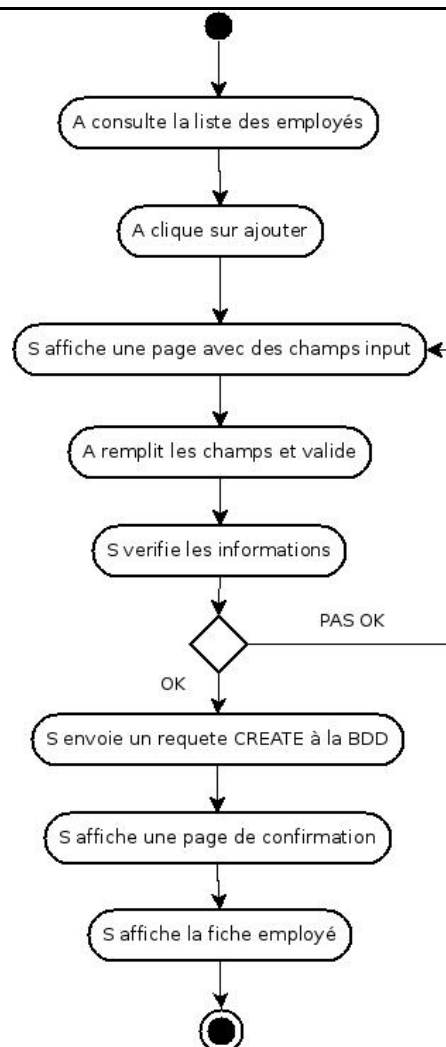 A consulte la liste des employés
A clique sur ajouter
S affiche une page avec des champs input
A remplit les champs et valide
S verifie les informations
PAS OK
OK
S envoie un requete CREATE à la BDD
S affiche une page de confirmation
S affiche la fiche employé